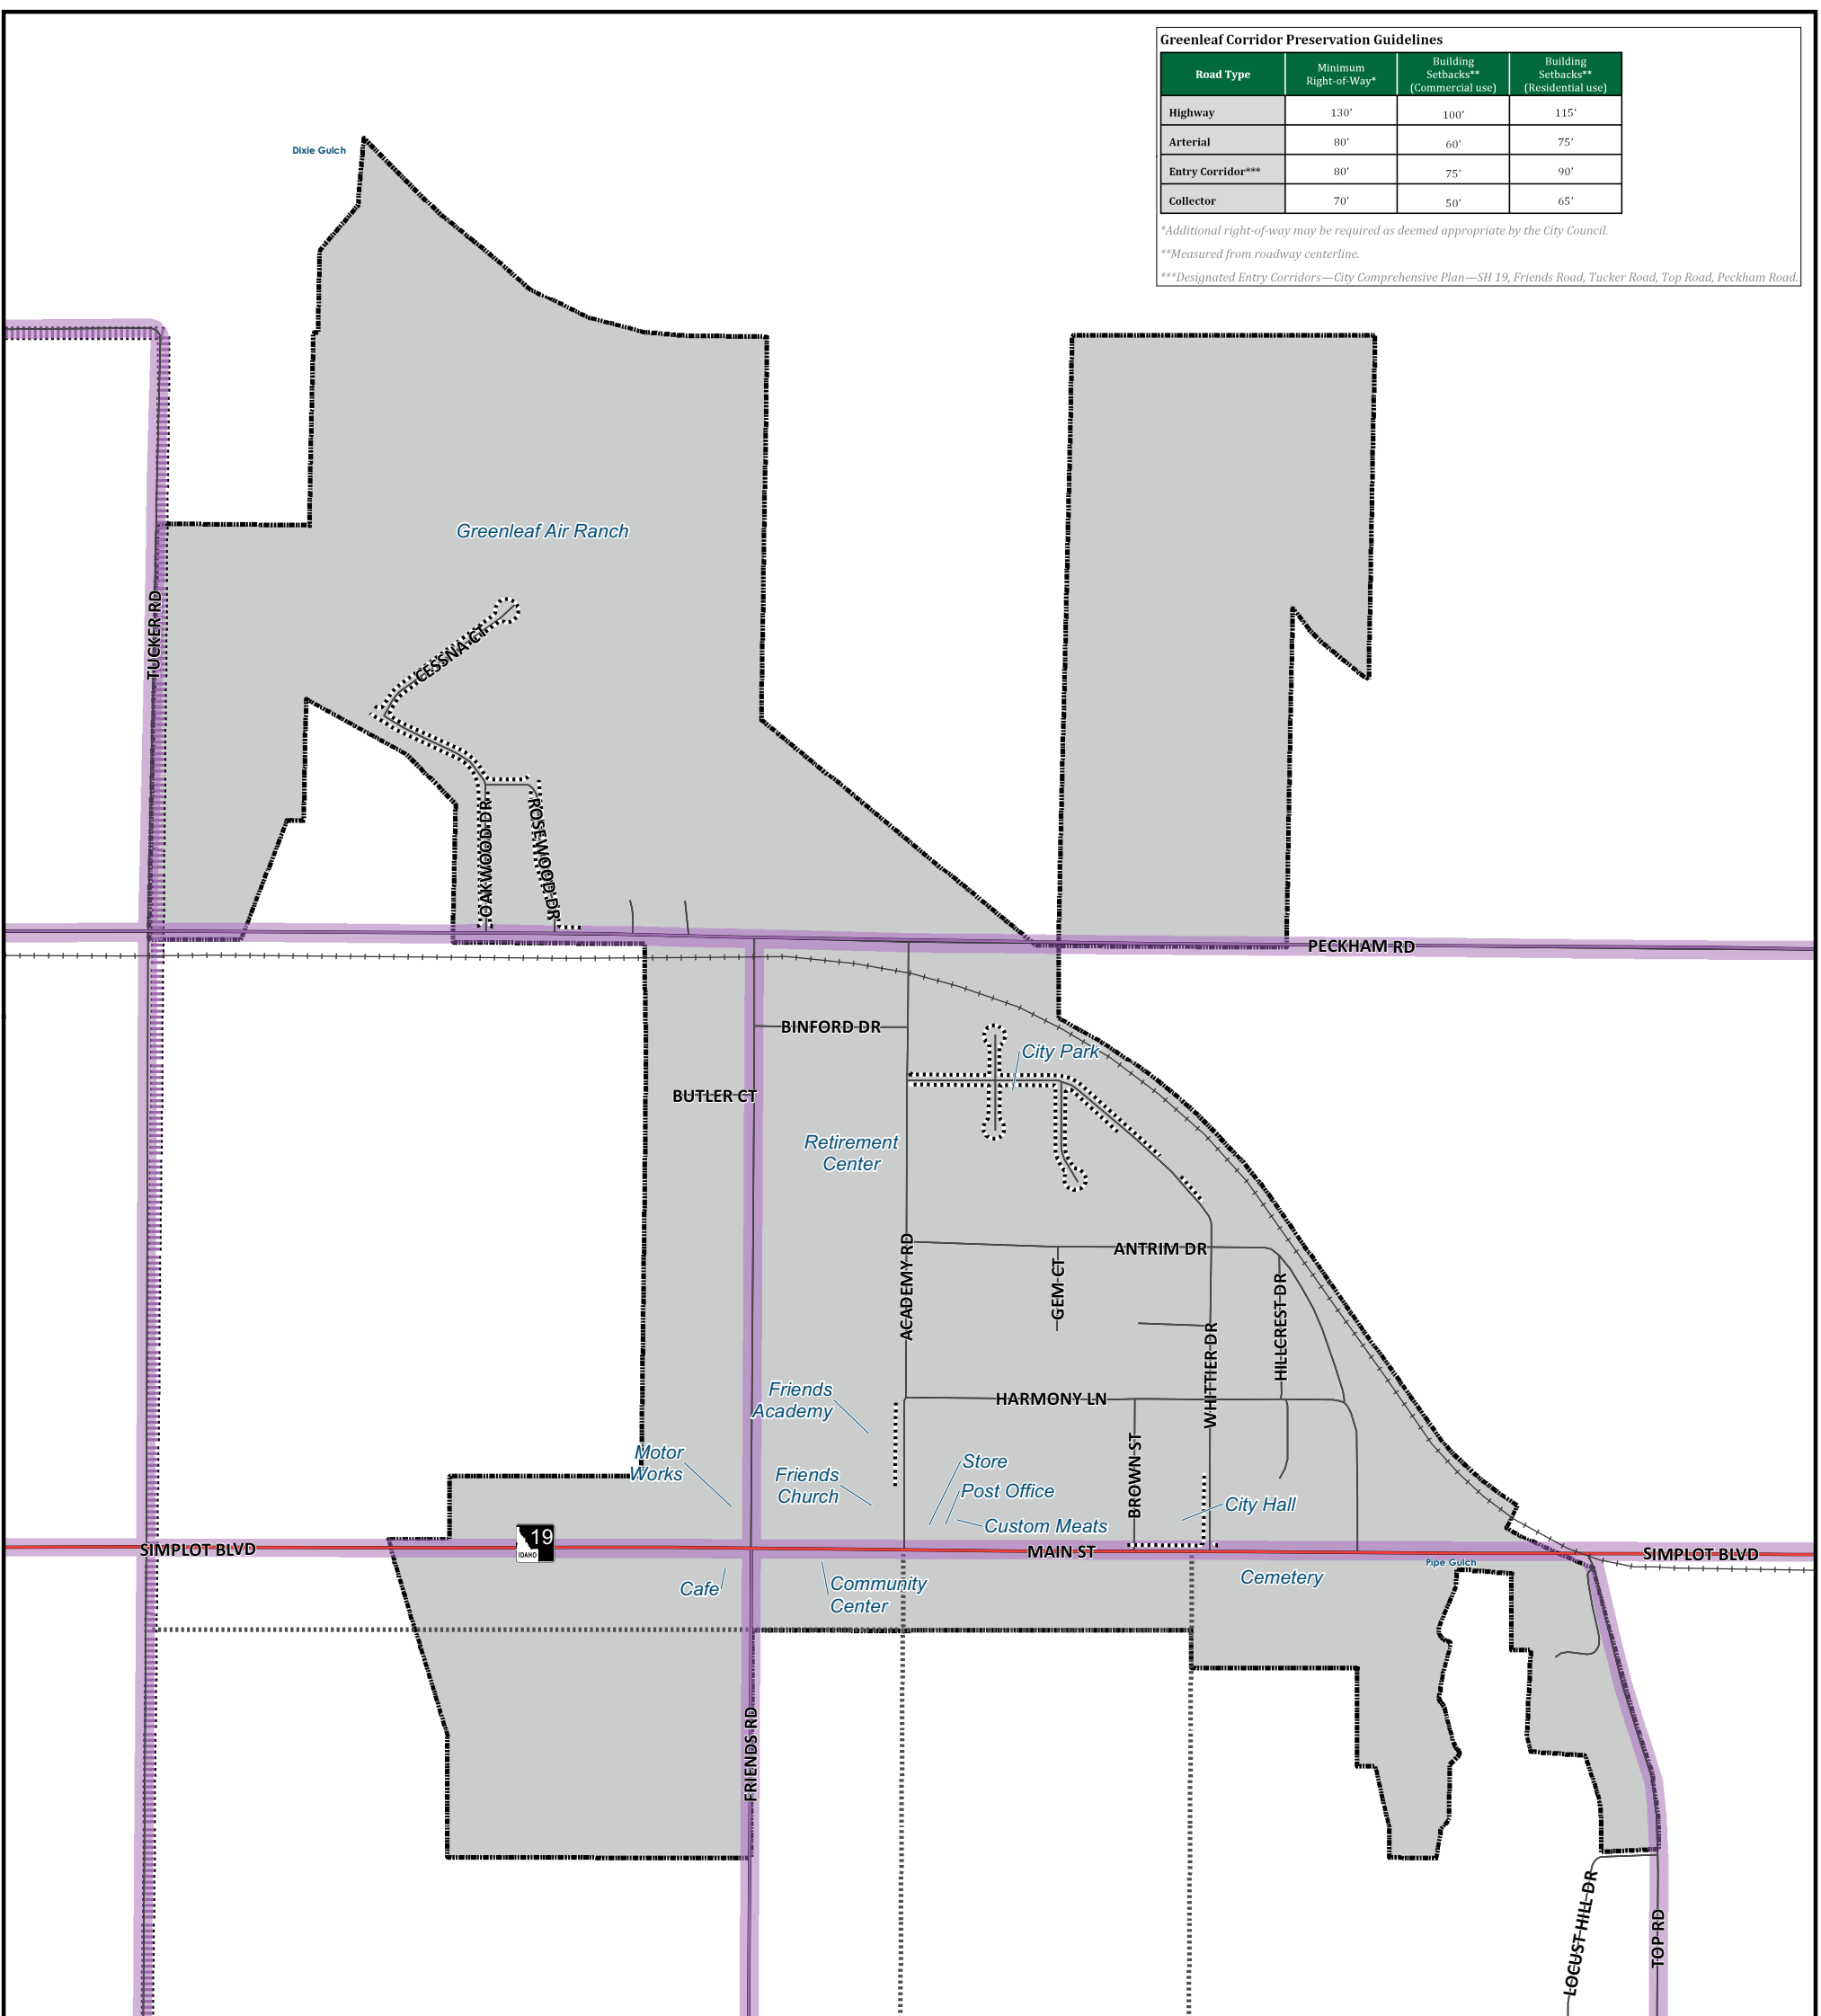 Greenleaf Corridor Preservation Guidelines
Road Type
Minimum
Right-of-Way*
Building
Setbacks**
(Commercial use)
Building
Setbacks**
(Residential use)
Highway 130' 100' 115'
Arterial 80' 60' 75'
Entry Corridor*** 80' 75' 90'
Collector 70' 50' 65'
*Additional right-of-way may be required as deemed appropriate by the City Council.
**Measured from roadway centerline.
***Designated Entry Corridors—City Comprehensive Plan—SH 19, Friends Road, Tucker Road, Top Road, Peckham Road.
Dixie Gulch
Greenleaf Air Ranch
TUCKER RD
CESSNA CT
OAKWOOD DR
ROSEWOOD DR
PECKHAM RD
BINFORD DR
City Park
BUTLER CT
Retirement
Center
ACADEMY RD
ANTRIM DR
GEM CT
HILLCREST DR
WHITTIER DR
Friends
Academy
HARMONY LN
BROWN ST
Motor
Works
Friends
Church
Store
Post Office
Custom Meats
City Hall
SIMPLOT BLVD
19
IDAHO
MAIN ST
SIMPLOT BLVD
Pipe Gulch
Cafe
Community
Center
Cemetery
FRIENDS RD
LOCUST HILL DR
TOP RD